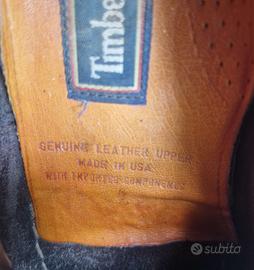 Timbe
GENUINE LEATHER UPPER
MADE IN USA
WITH IMPORTED COMPONENTS
subito